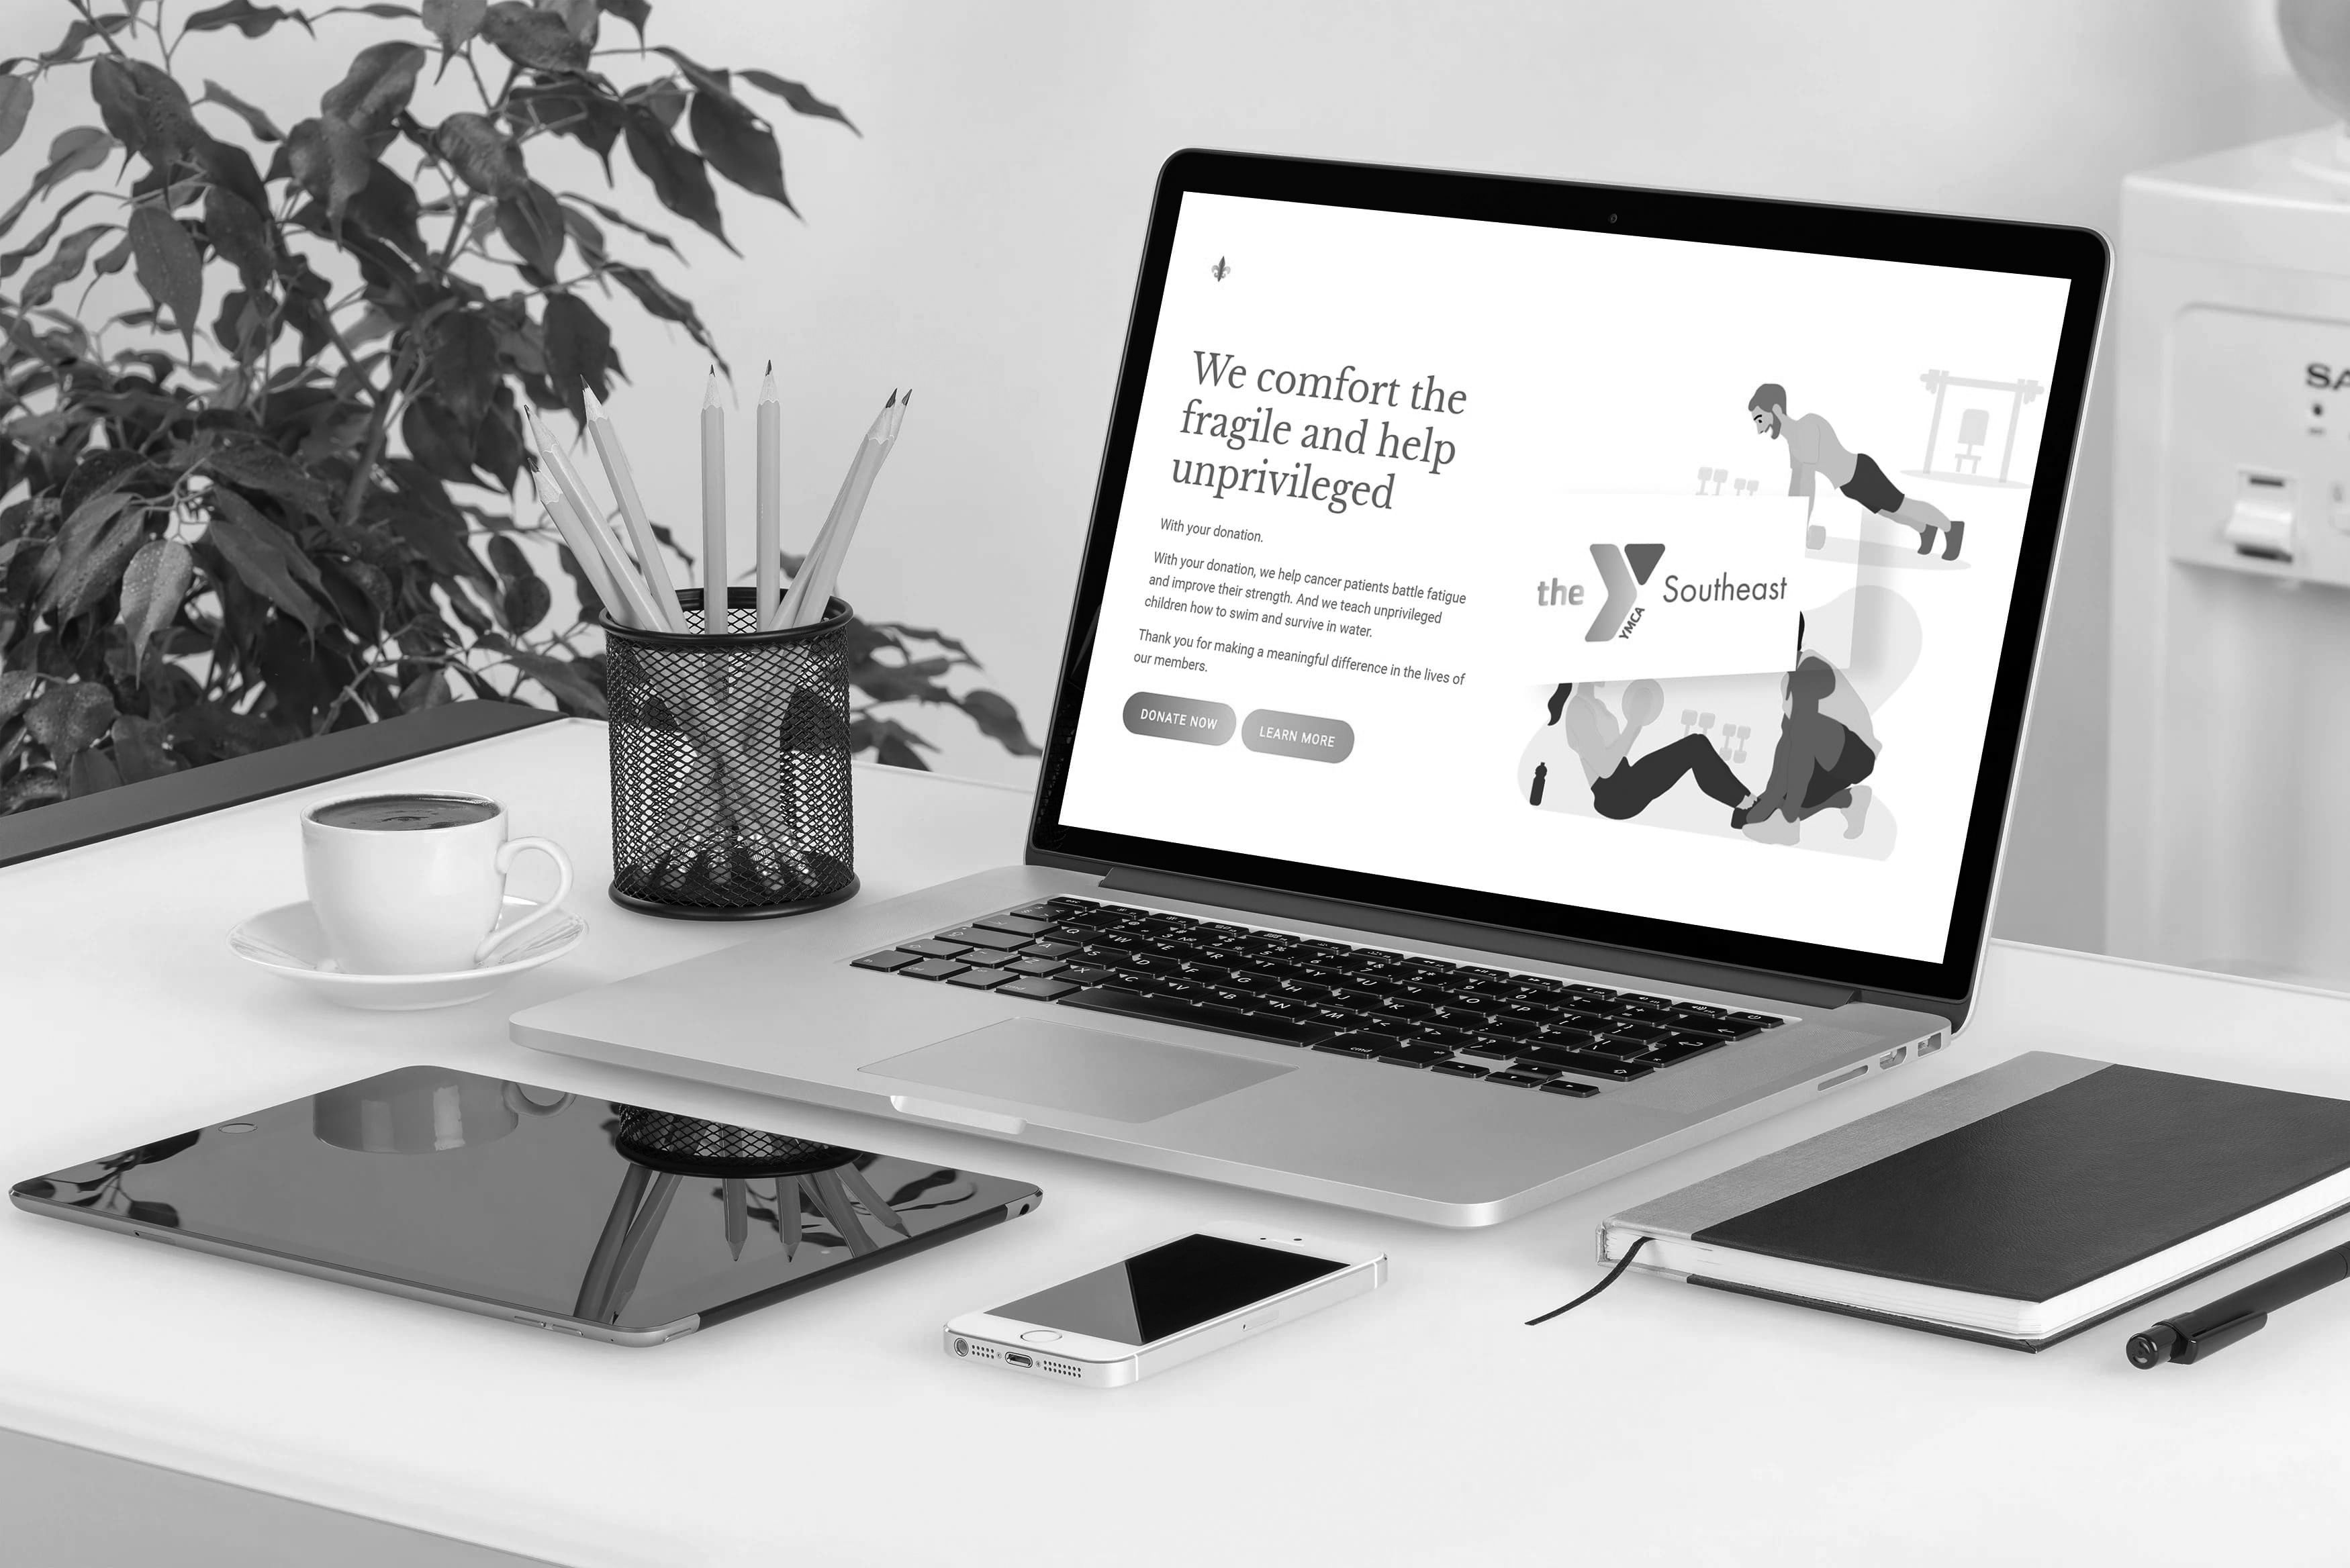 We comfort the
fragile and help
unprivileged
With your donation.
With your donation, we help cancer patients battle fatigue
and improve their strength. And we teach unprivileged
children how to swim and survive in water.
Thank you for making a meaningful difference in the lives of
our members.
DONATE NOW LEARN MORE
the YMCA Southeast
SA
Q W E R T Y U I O P
A S D F G H J K L
X C V B N M
cmd